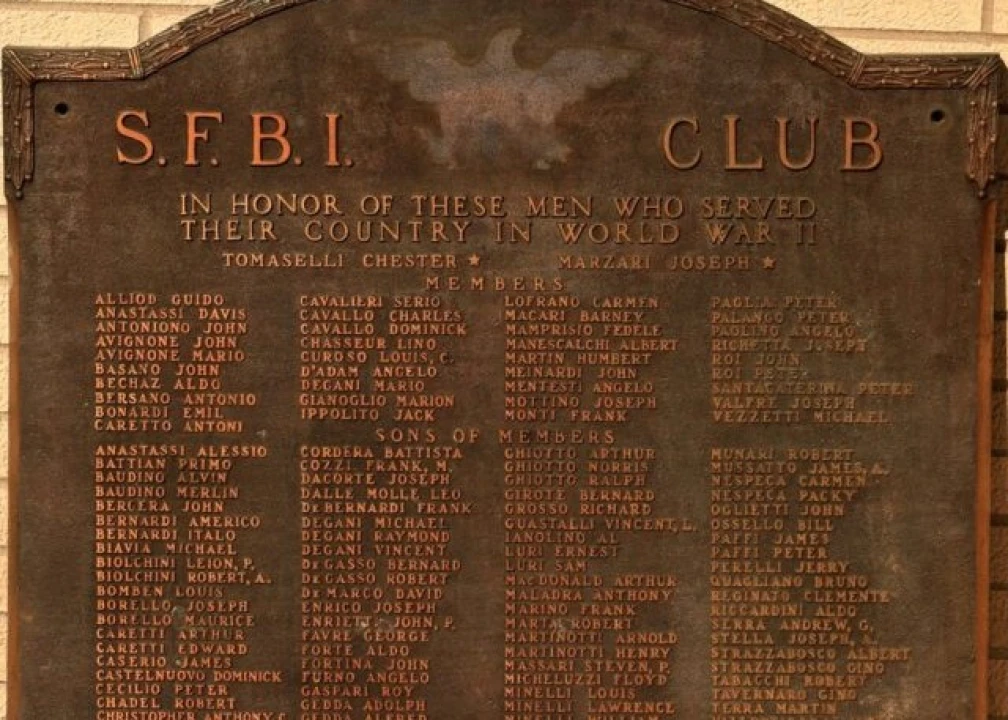 S.F.B.I. CLUB
IN HONOR OF THESE MEN WHO SERVED
THEIR COUNTRY IN WORLD WAR II
TOMASELLI CHESTER ★ MARZARI JOSEPH ★
MEMBERS
ALLIOD GUIDO CAVALIERI SERIO LOFRANO CARMEN PAGLIA PETER
ANASTASSI DAVIS CAVALLO CHARLES MACARI BARNEY PALANGO PETER
ANTONIONO JOHN CAVALLO DOMINICK MAMPRISIO FEDELE PAOLINO ANGELO
AVIGNONE JOHN CHASSEUR LINO MANESCALCHI ALBERT RICHETTA JOSEPH
AVIGNONE MARIO CUROSO LOUIS, C. MARTIN HUMBERT ROI JOHN
BASANO JOHN D'ADAM ANGELO MEINARDI JOHN ROI PETER
BECHAZ ALDO DEGANI MARIO MENTESTI ANGELO SANTACATERINA PETER
BERSANO ANTONIO GIANOGLIO MARION MOTTINO JOSEPH VALFRE JOSEPH
BONARDI EMIL IPPOLITO JACK MONTI FRANK VEZZETTI MICHAEL
CARETTO ANTONI
SONS OF MEMBERS
ANASTASSI ALESSIO CORDERA BATTISTA GHIOTTO ARTHUR MUNARI ROBERT
BATTIAN PRIMO COZZI FRANK, M. GHIOTTO NORRIS MUSSATTO JAMES, A.
BAUDINO ALVIN DACORTE JOSEPH GHIOTTO RALPH NESPECA CARMEN
BAUDINO MERLIN DALLE MOLLE LEO GIROTE BERNARD NESPECA PACKY
BERCERA JOHN DeBERNARDI FRANK GROSSO RICHARD OGLIETTI JOHN
BERNARDI AMERICO DEGANI MICHAEL GUASTALLI VINCENT, L. OSSELLO BILL
BERNARDI ITALO DEGANI RAYMOND IANOLINO AL PAFFI JAMES
BIAVIA MICHAEL DEGANI VINCENT LURI ERNEST PAFFI PETER
BIOLCHINI LEION, P. DeGASSO BERNARD LURI SAM PERELLI JERRY
BIOLCHINI ROBERT, A. DeGASSO ROBERT MACDONALD ARTHUR QUAGLIANO BRUNO
BOMBEN LOUIS DeMARCO DAVID MALADRA ANTHONY REGINATO CLEMENTE
BORELLO JOSEPH ENRICO JOSEPH MARINO FRANK RICCARDINI ALDO
BORELLO MAURICE ENRIETTI JOHN, P. MARTA ROBERT SERRA ANDREW, G.
CARETTI ARTHUR FAVRE GEORGE MARTINOTTI ARNOLD STELLA JOSEPH, A.
CARETTI EDWARD FORTE ALDO MARTINOTTI HENRY STRAZZABOSCO ALBERT
CASERIO JAMES FORTINA JOHN MASSARI STEVEN, P. STRAZZABOSCO GINO
CASTELNUOVO DOMINICK FURNO ANGELO MICHELUZZI FLOYD TABACCHI ROBERT
CECILIO PETER GASPARI ROY MINELLI LOUIS TAVERNARO GINO
CHADEL ROBERT GEDDA ADOLPH MINELLI LAWRENCE TERRA MARTIN
CHRISTOPHER ANTHONY, C. GEDDA ALFRED MINELLI WILLIAM